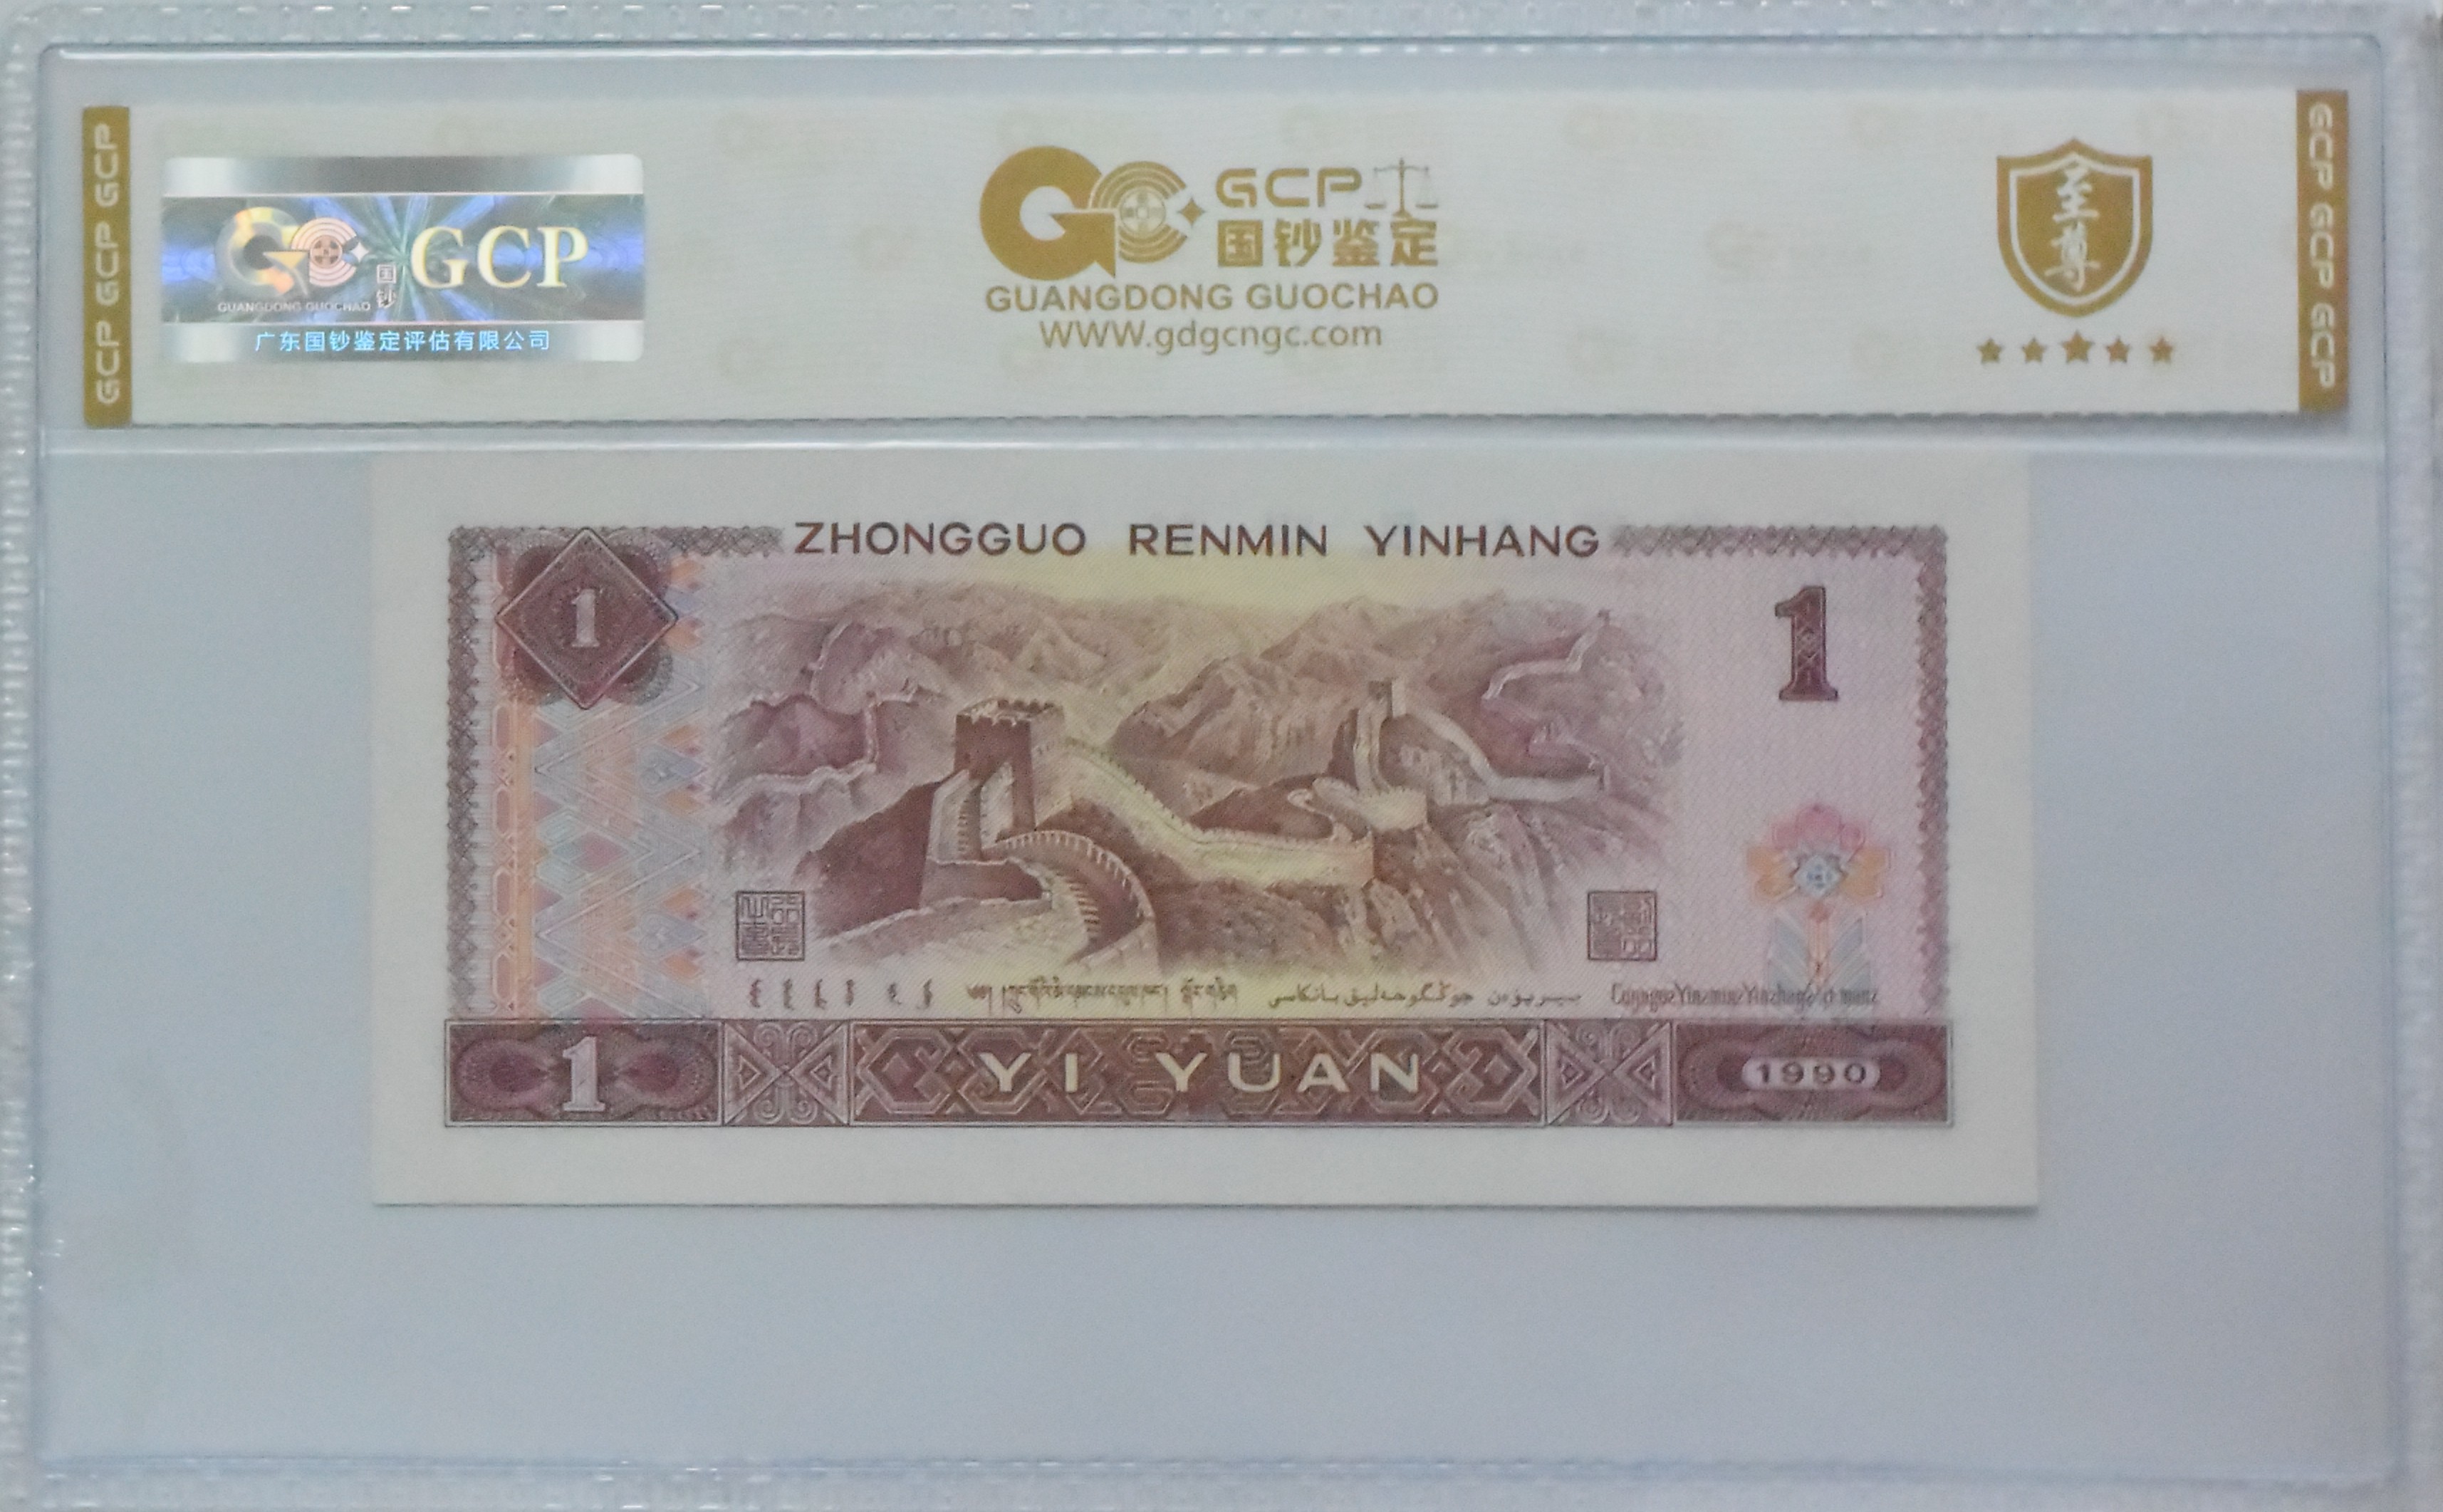 GCP GCP GCP
GCP
国钞
GUANGDONG GUOCHAO
广东国钞鉴定评估有限公司
GCP
国钞鉴定
GUANGDONG GUOCHAO
WWW.gdgcngc.com
至尊
GCP GCP GCP
ZHONGGUO RENMIN YINHANG
1
1
1
YI YUAN
1990